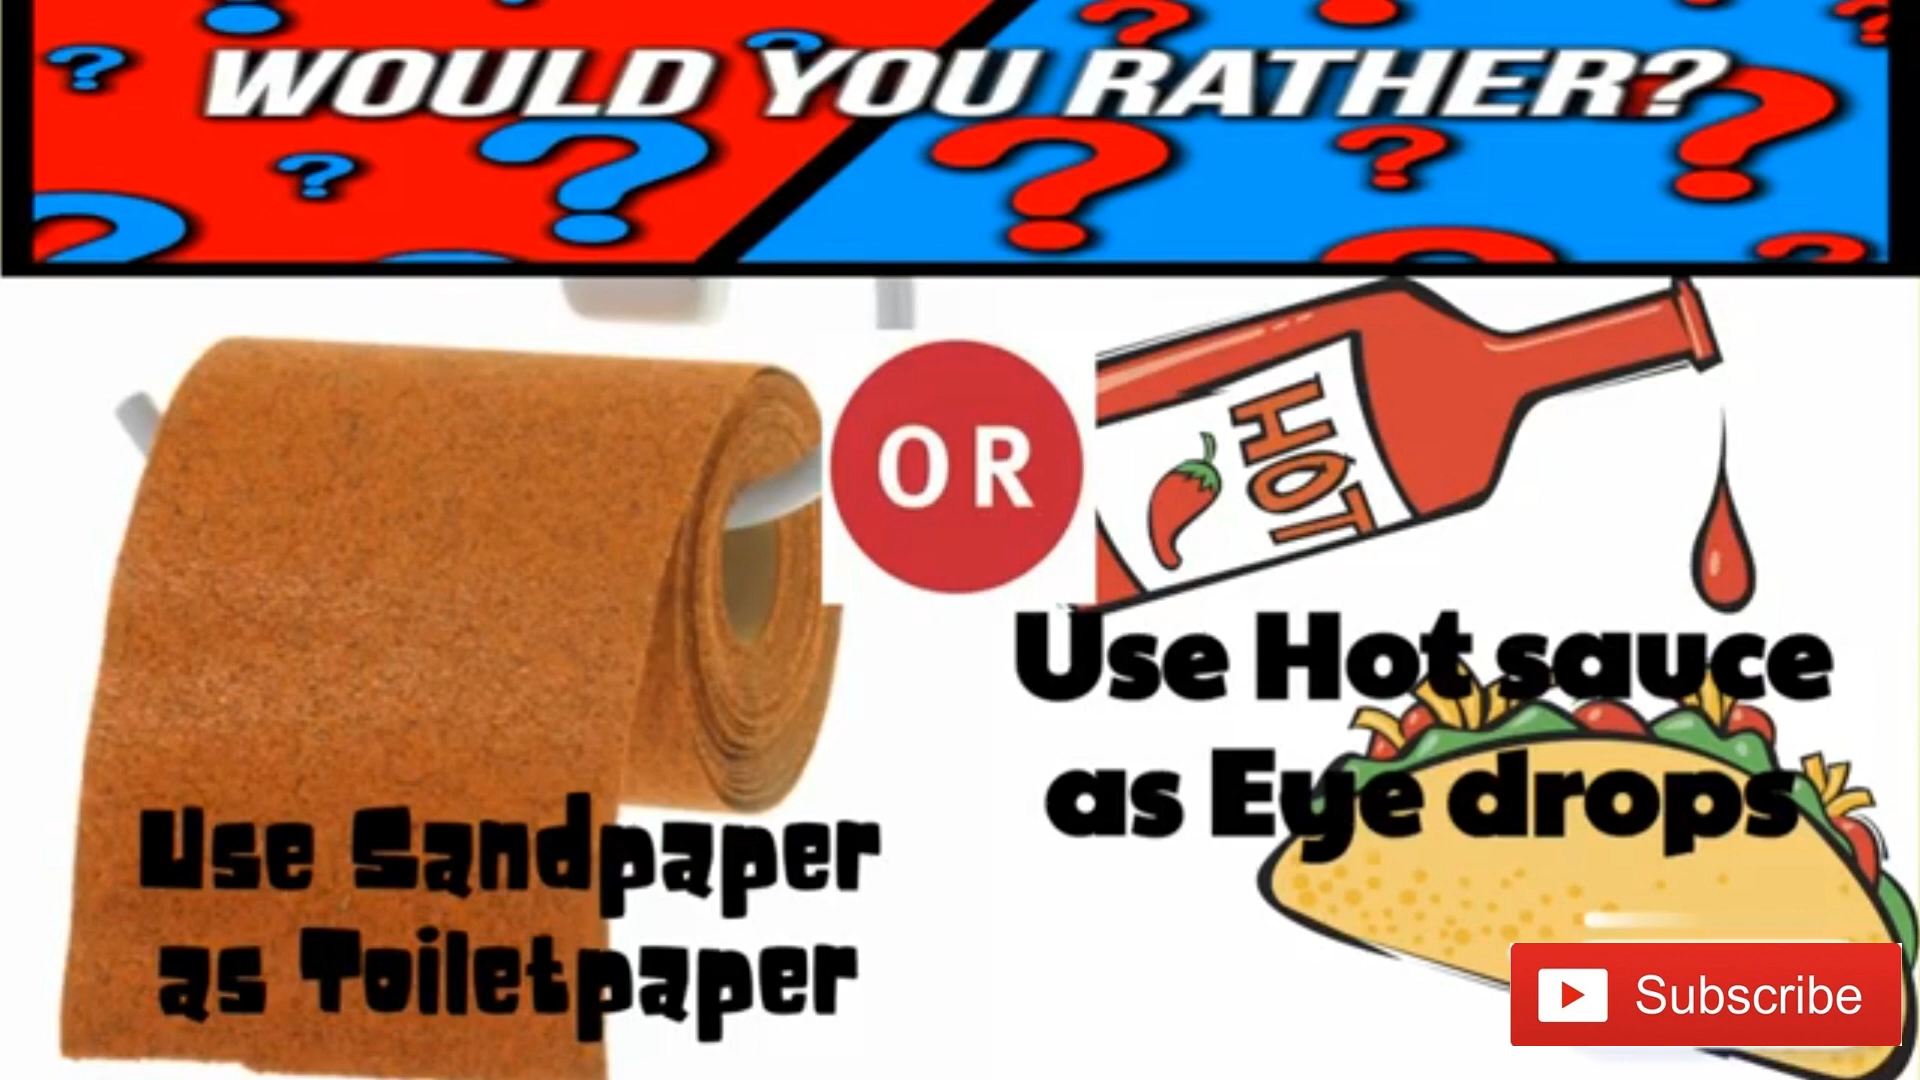 WOULD YOU RATHER?
OR
HOT
Use Hot sauce
as Eye drops
Use Sandpaper
as Toiletpaper
Subscribe